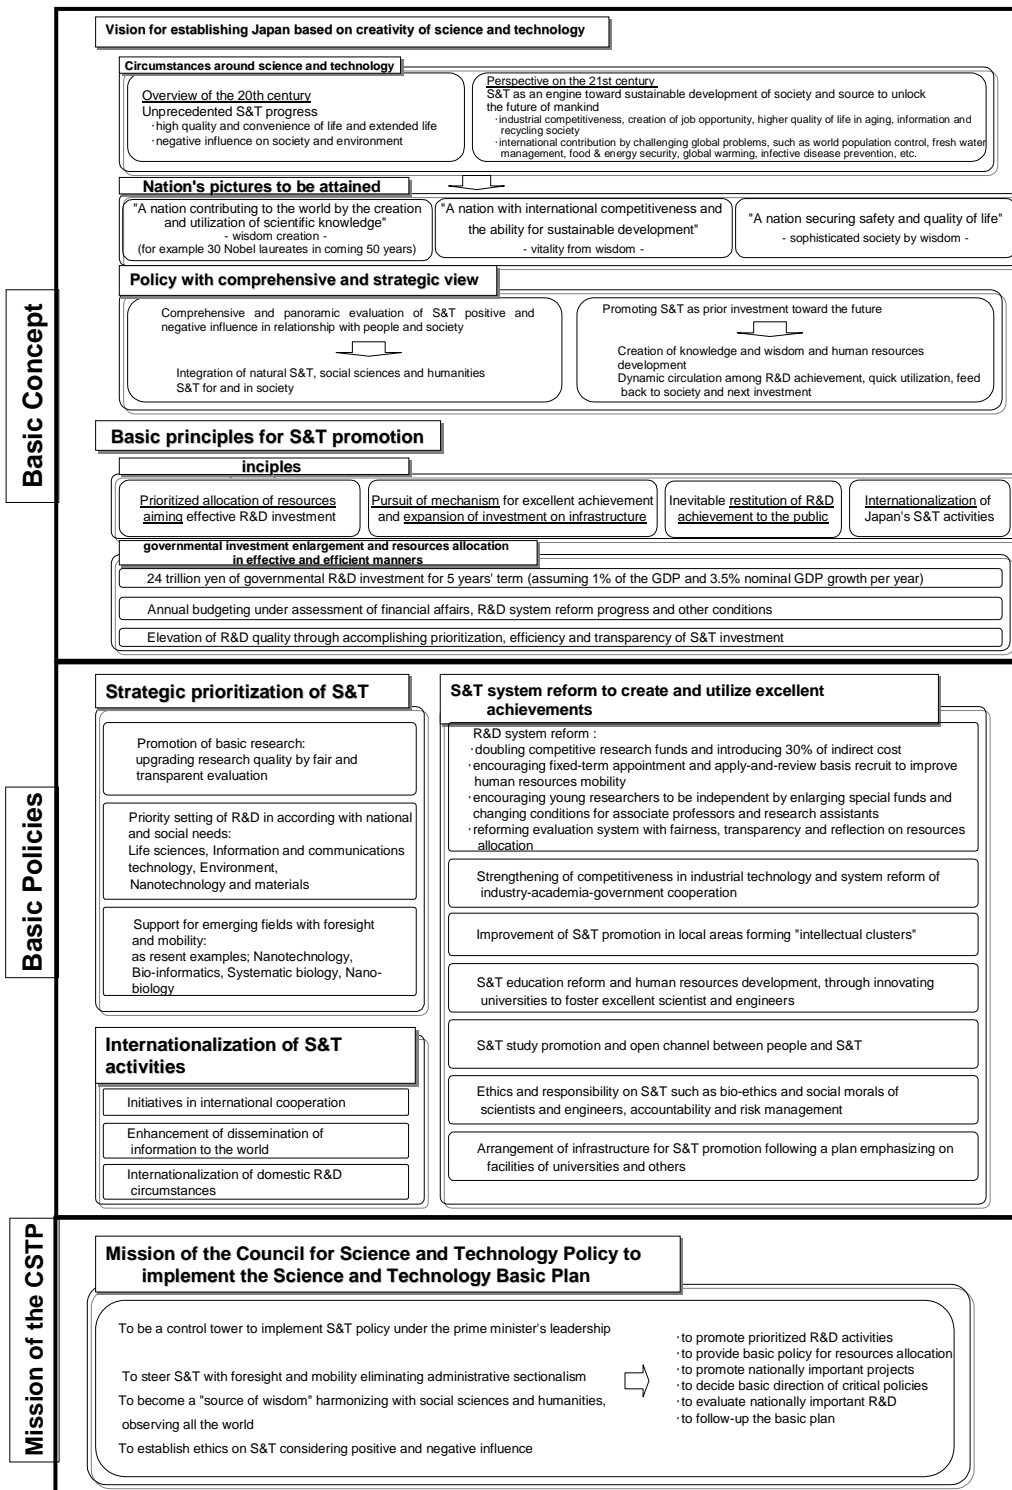 Vision for establishing Japan based on creativity of science and technology
Circumstances around science and technology
Overview of the 20th century
Unprecedented S&T progress
·high quality and convenience of life and extended life
·negative influence on society and environment
Perspective on the 21st century
S&T as an engine toward sustainable development of society and source to unlock
the future of mankind
·industrial competitiveness, creation of job opportunity, higher quality of life in aging, information and
recycling society
·international contribution by challenging global problems, such as world population control, fresh water
management, food & energy security, global warming, infective disease prevention, etc.
Nation's pictures to be attained
"A nation contributing to the world by the creation
and utilization of scientific knowledge"
- wisdom creation -
(for example 30 Nobel laureates in coming 50 years)
"A nation with international competitiveness and
the ability for sustainable development"
- vitality from wisdom -
"A nation securing safety and quality of life"
- sophisticated society by wisdom -
Policy with comprehensive and strategic view
Comprehensive and panoramic evaluation of S&T positive and
negative influence in relationship with people and society
Integration of natural S&T, social sciences and humanities
S&T for and in society
Promoting S&T as prior investment toward the future
Creation of knowledge and wisdom and human resources
development
Dynamic circulation among R&D achievement, quick utilization, feed
back to society and next investment
Basic Concept
Basic principles for S&T promotion
inciples
Prioritized allocation of resources
aiming effective R&D investment
Pursuit of mechanism for excellent achievement
and expansion of investment on infrastructure
Inevitable restitution of R&D
achievement to the public
Internationalization of
Japan's S&T activities
governmental investment enlargement and resources allocation
in effective and efficient manners
24 trillion yen of governmental R&D investment for 5 years' term (assuming 1% of the GDP and 3.5% nominal GDP growth per year)
Annual budgeting under assessment of financial affairs, R&D system reform progress and other conditions
Elevation of R&D quality through accomplishing prioritization, efficiency and transparency of S&T investment
Basic Policies
Strategic prioritization of S&T
Promotion of basic research:
upgrading research quality by fair and
transparent evaluation
Priority setting of R&D in according with national
and social needs:
Life sciences, Information and communications
technology, Environment,
Nanotechnology and materials
Support for emerging fields with foresight
and mobility:
as resent examples; Nanotechnology,
Bio-informatics, Systematic biology, Nano-
biology
Internationalization of S&T
activities
Initiatives in international cooperation
Enhancement of dissemination of
information to the world
Internationalization of domestic R&D
circumstances
S&T system reform to create and utilize excellent
achievements
R&D system reform :
·doubling competitive research funds and introducing 30% of indirect cost
·encouraging fixed-term appointment and apply-and-review basis recruit to improve
human resources mobility
·encouraging young researchers to be independent by enlarging special funds and
changing conditions for associate professors and research assistants
·reforming evaluation system with fairness, transparency and reflection on resources
allocation
Strengthening of competitiveness in industrial technology and system reform of
industry-academia-government cooperation
Improvement of S&T promotion in local areas forming "intellectual clusters"
S&T education reform and human resources development, through innovating
universities to foster excellent scientist and engineers
S&T study promotion and open channel between people and S&T
Ethics and responsibility on S&T such as bio-ethics and social morals of
scientists and engineers, accountability and risk management
Arrangement of infrastructure for S&T promotion following a plan emphasizing on
facilities of universities and others
Mission of the CSTP
Mission of the Council for Science and Technology Policy to
implement the Science and Technology Basic Plan
To be a control tower to implement S&T policy under the prime minister's leadership
To steer S&T with foresight and mobility eliminating administrative sectionalism
To become a "source of wisdom" harmonizing with social sciences and humanities,
observing all the world
To establish ethics on S&T considering positive and negative influence
·to promote prioritized R&D activities
·to provide basic policy for resources allocation
·to promote nationally important projects
·to decide basic direction of critical policies
·to evaluate nationally important R&D
·to follow-up the basic plan